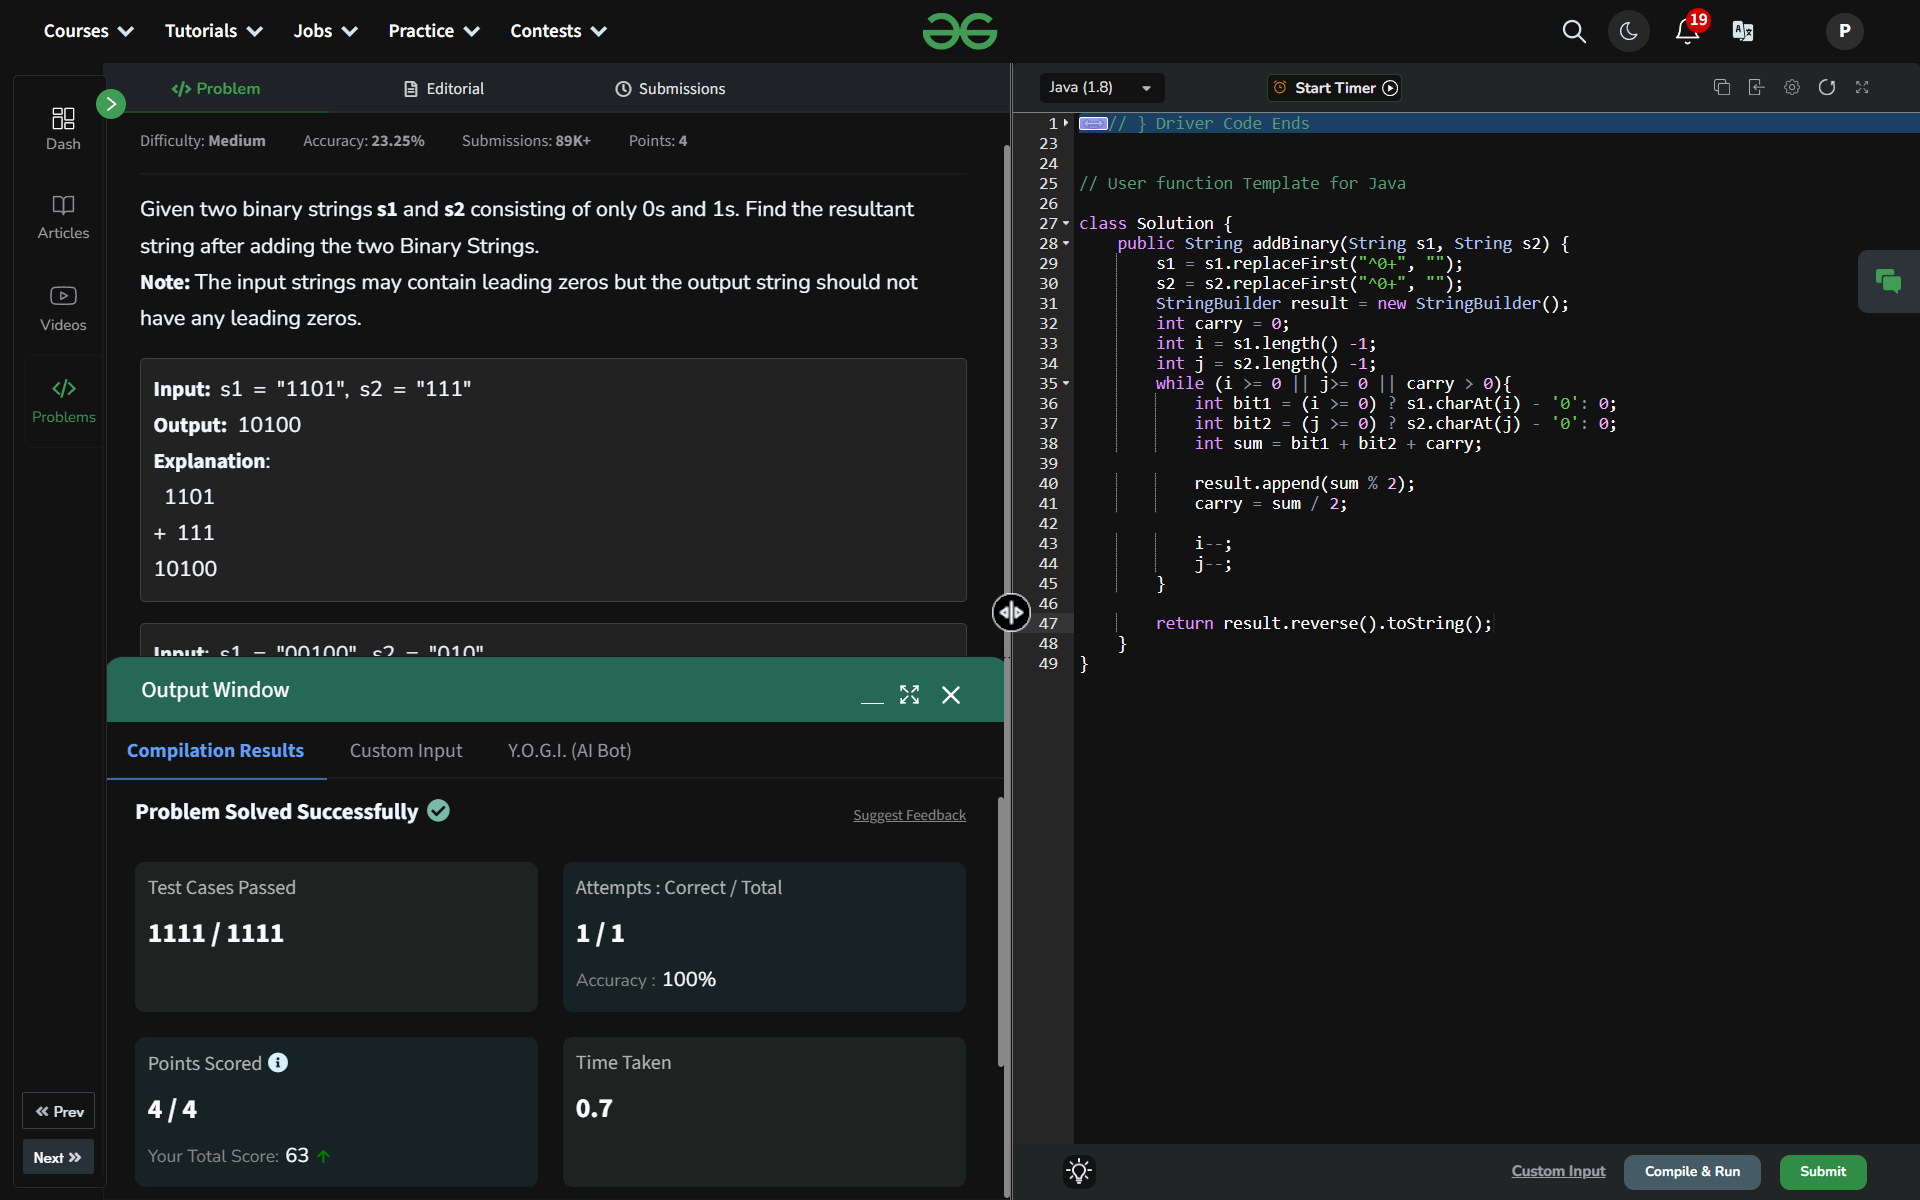 Courses Tutorials Jobs Practice Contests
19
P
Problem Editorial Submissions
Difficulty: Medium Accuracy: 23.25% Submissions: 89K+ Points: 4
Dash
Articles
Videos
Problems
Prev
Next
Given two binary strings s1 and s2 consisting of only 0s and 1s. Find the resultant
string after adding the two Binary Strings.
Note: The input strings may contain leading zeros but the output string should not
have any leading zeros.
Input: s1 = "1101", s2 = "111"
Output: 10100
Explanation:
1101
+ 111
10100
Input: s1 = "00100", s2 = "010"
Output Window
Compilation Results Custom Input Y.O.G.I. (AI Bot)
Problem Solved Successfully
Suggest Feedback
Test Cases Passed
1111 / 1111
Attempts : Correct / Total
1 / 1
Accuracy : 100%
Points Scored
4 / 4
Your Total Score: 63
Time Taken
0.7
Java (1.8)
Start Timer
1 // } Driver Code Ends
23
24
25 // User function Template for Java
26
27 class Solution {
28 public String addBinary(String s1, String s2) {
29 s1 = s1.replaceFirst("^0+", "");
30 s2 = s2.replaceFirst("^0+", "");
31 StringBuilder result = new StringBuilder();
32 int carry = 0;
33 int i = s1.length() -1;
34 int j = s2.length() -1;
35 while (i >= 0 || j>= 0 || carry > 0){
36 int bit1 = (i >= 0) ? s1.charAt(i) - '0': 0;
37 int bit2 = (j >= 0) ? s2.charAt(j) - '0': 0;
38 int sum = bit1 + bit2 + carry;
39
40 result.append(sum % 2);
41 carry = sum / 2;
42
43 i--;
44 j--;
45 }
46
47 return result.reverse().toString();
48 }
49 }
Custom Input Compile & Run Submit